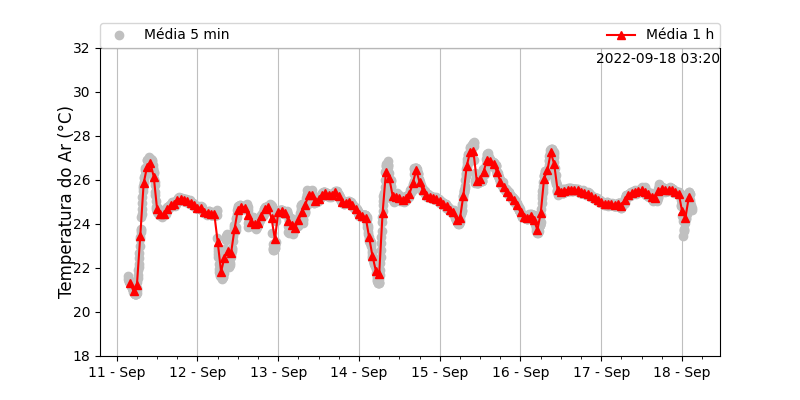 Média 5 min
Média 1 h
2022-09-18 03:20
Temperatura do Ar (°C)
32
30
28
26
24
22
20
18
11 - Sep
12 - Sep
13 - Sep
14 - Sep
15 - Sep
16 - Sep
17 - Sep
18 - Sep